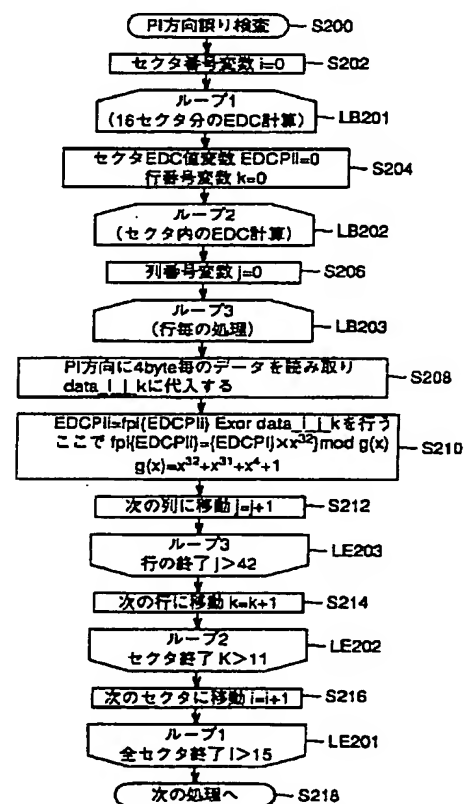 PI方向誤り検査
S200
セクタ番号変数 i=0
S202
ループ1
(16セクタ分のEDC計算)
LB201
セクタEDC値変数 EDCPIi=0
行番号変数 k=0
S204
ループ2
(セクタ内のEDC計算)
LB202
列番号変数 j=0
S206
ループ3
(行毎の処理)
LB203
PI方向に4byte毎のデータを読み取り
data_i_j_kに代入する
S208
EDCPIi=fpi{EDCPIi} Exor data_i_j_kを行う
ここで fpi{EDCPIi}={EDCPI}×x³²}mod g(x)
g(x)=x³²+x³¹+x⁴+1
S210
次の列に移動 j=j+1
S212
ループ3
行の終了 j>42
LE203
次の行に移動 k=k+1
S214
ループ2
セクタ終了 K>11
LE202
次のセクタに移動 i=i+1
S216
ループ1
全セクタ終了 i>15
LE201
次の処理へ
S218